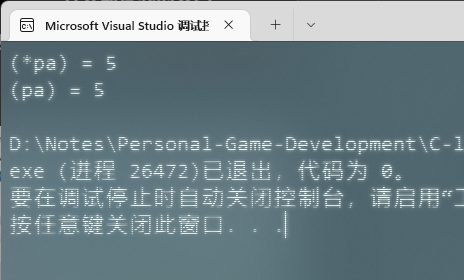 Microsoft Visual Studio 调试
(*pa) = 5
(pa) = 5
D:\Notes\Personal-Game-Development\C-l
exe (进程 26472)已退出，代码为 0。
要在调试停止时自动关闭控制台，请启用“工
按任意键关闭此窗口. . .